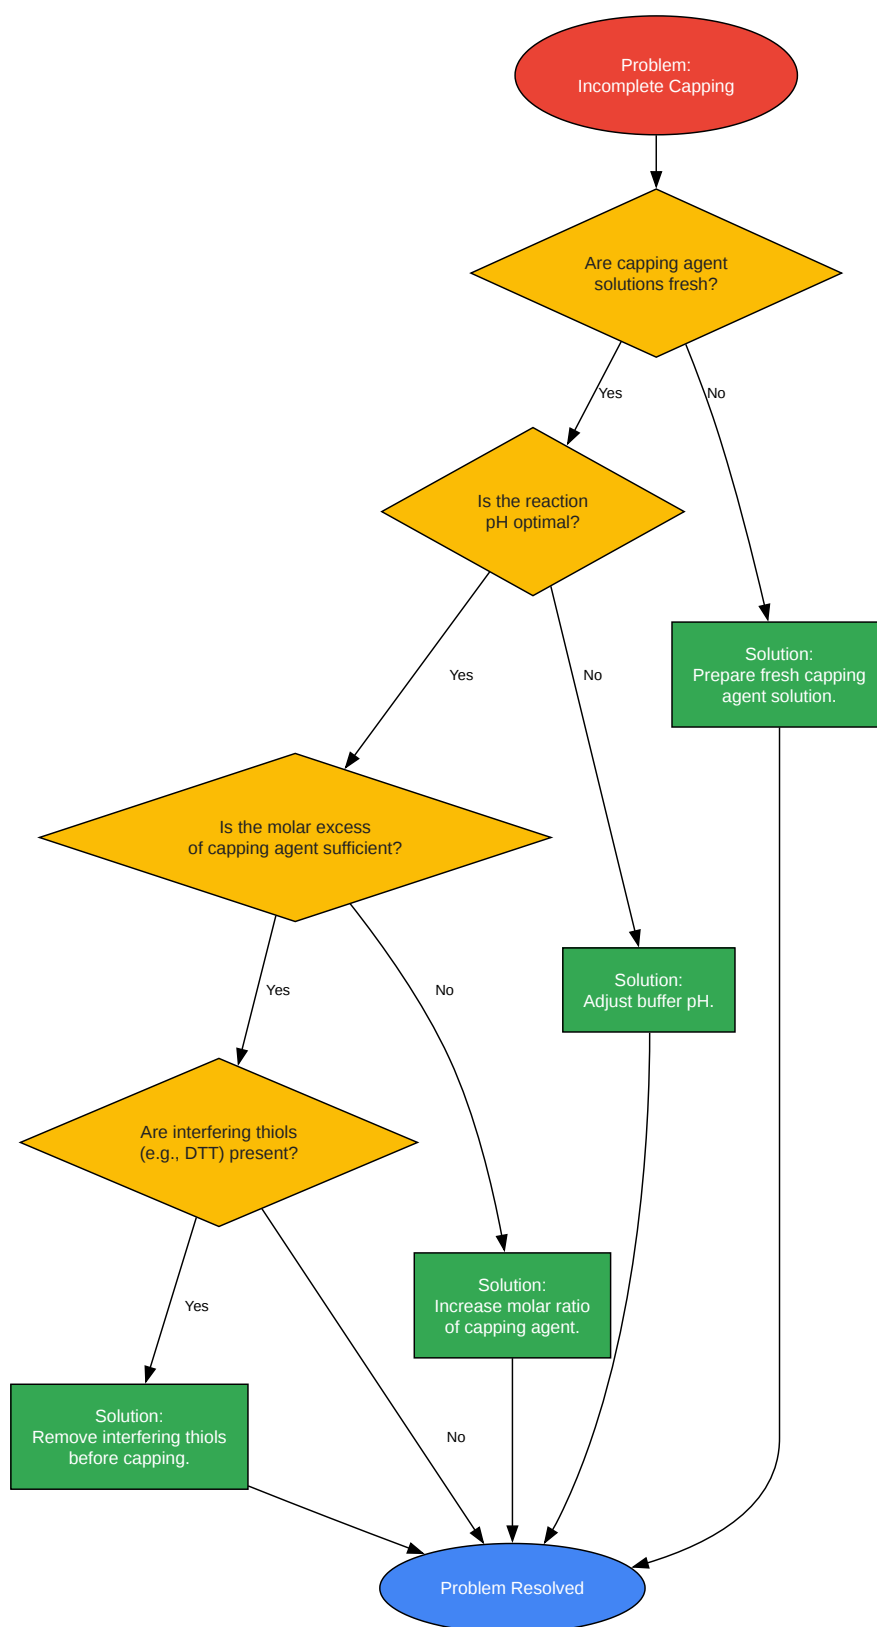 Problem:
Incomplete Capping
Are capping agent
solutions fresh?
Yes
No
Is the reaction
pH optimal?
Solution:
Prepare fresh capping
agent solution.
Yes
No
Is the molar excess
of capping agent sufficient?
Solution:
Adjust buffer pH.
Yes
No
Are interfering thiols
(e.g., DTT) present?
Solution:
Increase molar ratio
of capping agent.
Yes
No
Solution:
Remove interfering thiols
before capping.
Problem Resolved